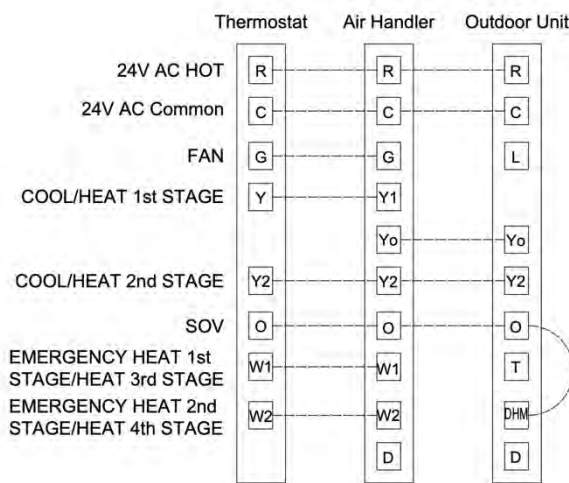 Thermostat Air Handler Outdoor Unit
24V AC HOT R R R
24V AC Common C C C
FAN G G L
COOL/HEAT 1st STAGE Y Y1
Yo Yo
COOL/HEAT 2nd STAGE Y2 Y2 Y2
SOV O O O
EMERGENCY HEAT 1st
STAGE/HEAT 3rd STAGE W1 W1 T
EMERGENCY HEAT 2nd
STAGE/HEAT 4th STAGE W2 W2 DHM
D D